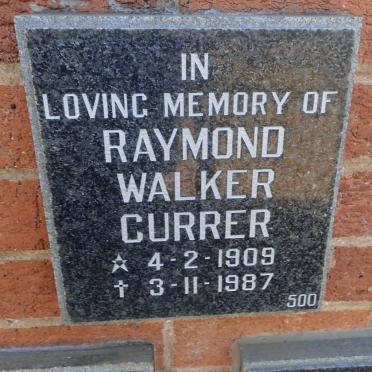 IN
LOVING MEMORY OF
RAYMOND
WALKER
CURRER
☆ 4-2-1909
✝ 3-11-1987
500